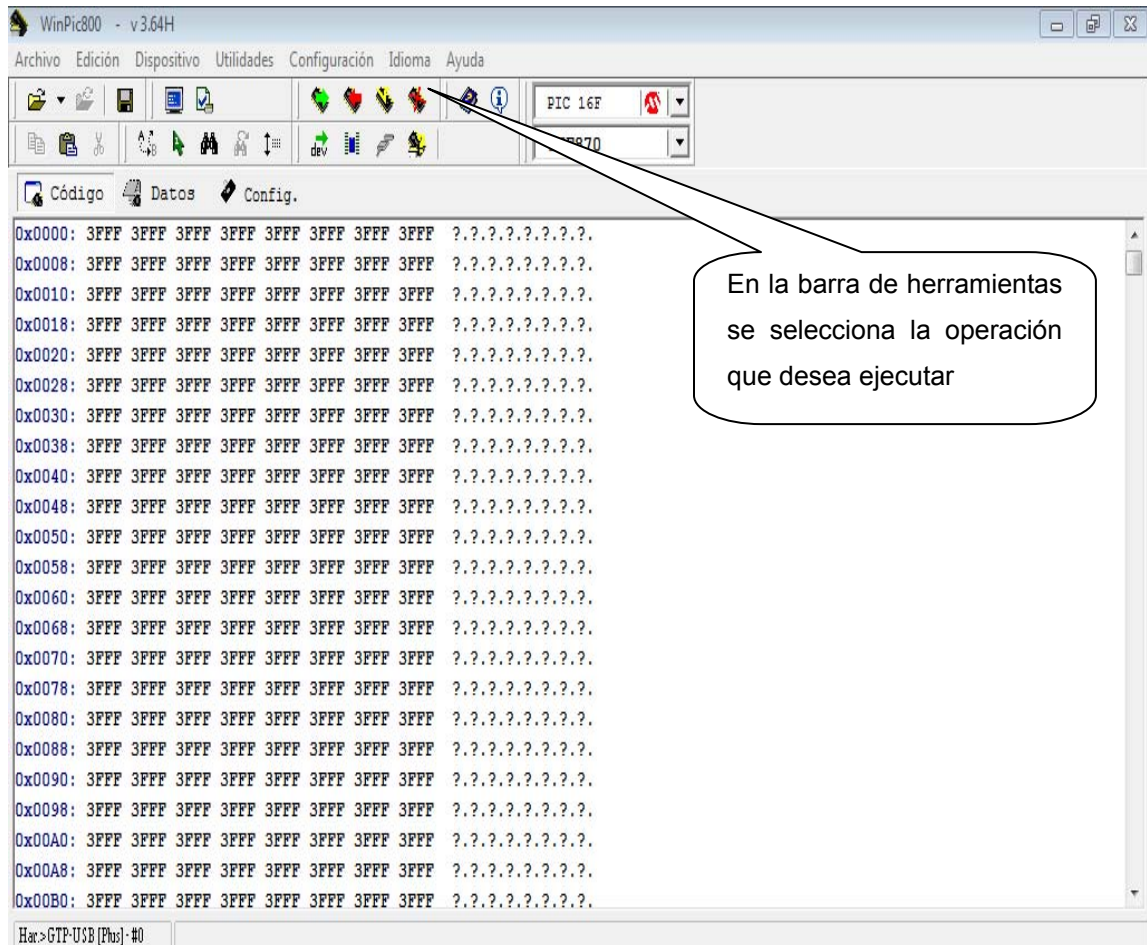 WinPic800 - v 3.64H
Archivo Edición Dispositivo Utilidades Configuración Idioma Ayuda
PIC 16F
dev
Código Datos Config.
0x0000: 3FFF 3FFF 3FFF 3FFF 3FFF 3FFF 3FFF 3FFF ?.?.?.?.?.?.?.?.
0x0008: 3FFF 3FFF 3FFF 3FFF 3FFF 3FFF 3FFF 3FFF ?.?.?.?.?.?.?.?.
0x0010: 3FFF 3FFF 3FFF 3FFF 3FFF 3FFF 3FFF 3FFF ?.?.?.?.?.?.?.?.
0x0018: 3FFF 3FFF 3FFF 3FFF 3FFF 3FFF 3FFF 3FFF ?.?.?.?.?.?.?.?.
0x0020: 3FFF 3FFF 3FFF 3FFF 3FFF 3FFF 3FFF 3FFF ?.?.?.?.?.?.?.?.
0x0028: 3FFF 3FFF 3FFF 3FFF 3FFF 3FFF 3FFF 3FFF ?.?.?.?.?.?.?.?.
0x0030: 3FFF 3FFF 3FFF 3FFF 3FFF 3FFF 3FFF 3FFF ?.?.?.?.?.?.?.?.
0x0038: 3FFF 3FFF 3FFF 3FFF 3FFF 3FFF 3FFF 3FFF ?.?.?.?.?.?.?.?.
0x0040: 3FFF 3FFF 3FFF 3FFF 3FFF 3FFF 3FFF 3FFF ?.?.?.?.?.?.?.?.
0x0048: 3FFF 3FFF 3FFF 3FFF 3FFF 3FFF 3FFF 3FFF ?.?.?.?.?.?.?.?.
0x0050: 3FFF 3FFF 3FFF 3FFF 3FFF 3FFF 3FFF 3FFF ?.?.?.?.?.?.?.?.
0x0058: 3FFF 3FFF 3FFF 3FFF 3FFF 3FFF 3FFF 3FFF ?.?.?.?.?.?.?.?.
0x0060: 3FFF 3FFF 3FFF 3FFF 3FFF 3FFF 3FFF 3FFF ?.?.?.?.?.?.?.?.
0x0068: 3FFF 3FFF 3FFF 3FFF 3FFF 3FFF 3FFF 3FFF ?.?.?.?.?.?.?.?.
0x0070: 3FFF 3FFF 3FFF 3FFF 3FFF 3FFF 3FFF 3FFF ?.?.?.?.?.?.?.?.
0x0078: 3FFF 3FFF 3FFF 3FFF 3FFF 3FFF 3FFF 3FFF ?.?.?.?.?.?.?.?.
0x0080: 3FFF 3FFF 3FFF 3FFF 3FFF 3FFF 3FFF 3FFF ?.?.?.?.?.?.?.?.
0x0088: 3FFF 3FFF 3FFF 3FFF 3FFF 3FFF 3FFF 3FFF ?.?.?.?.?.?.?.?.
0x0090: 3FFF 3FFF 3FFF 3FFF 3FFF 3FFF 3FFF 3FFF ?.?.?.?.?.?.?.?.
0x0098: 3FFF 3FFF 3FFF 3FFF 3FFF 3FFF 3FFF 3FFF ?.?.?.?.?.?.?.?.
0x00A0: 3FFF 3FFF 3FFF 3FFF 3FFF 3FFF 3FFF 3FFF ?.?.?.?.?.?.?.?.
0x00A8: 3FFF 3FFF 3FFF 3FFF 3FFF 3FFF 3FFF 3FFF ?.?.?.?.?.?.?.?.
0x00B0: 3FFF 3FFF 3FFF 3FFF 3FFF 3FFF 3FFF 3FFF ?.?.?.?.?.?.?.?.
En la barra de herramientas
se selecciona la operación
que desea ejecutar
Har.>GTP-USB [Plus] - #0